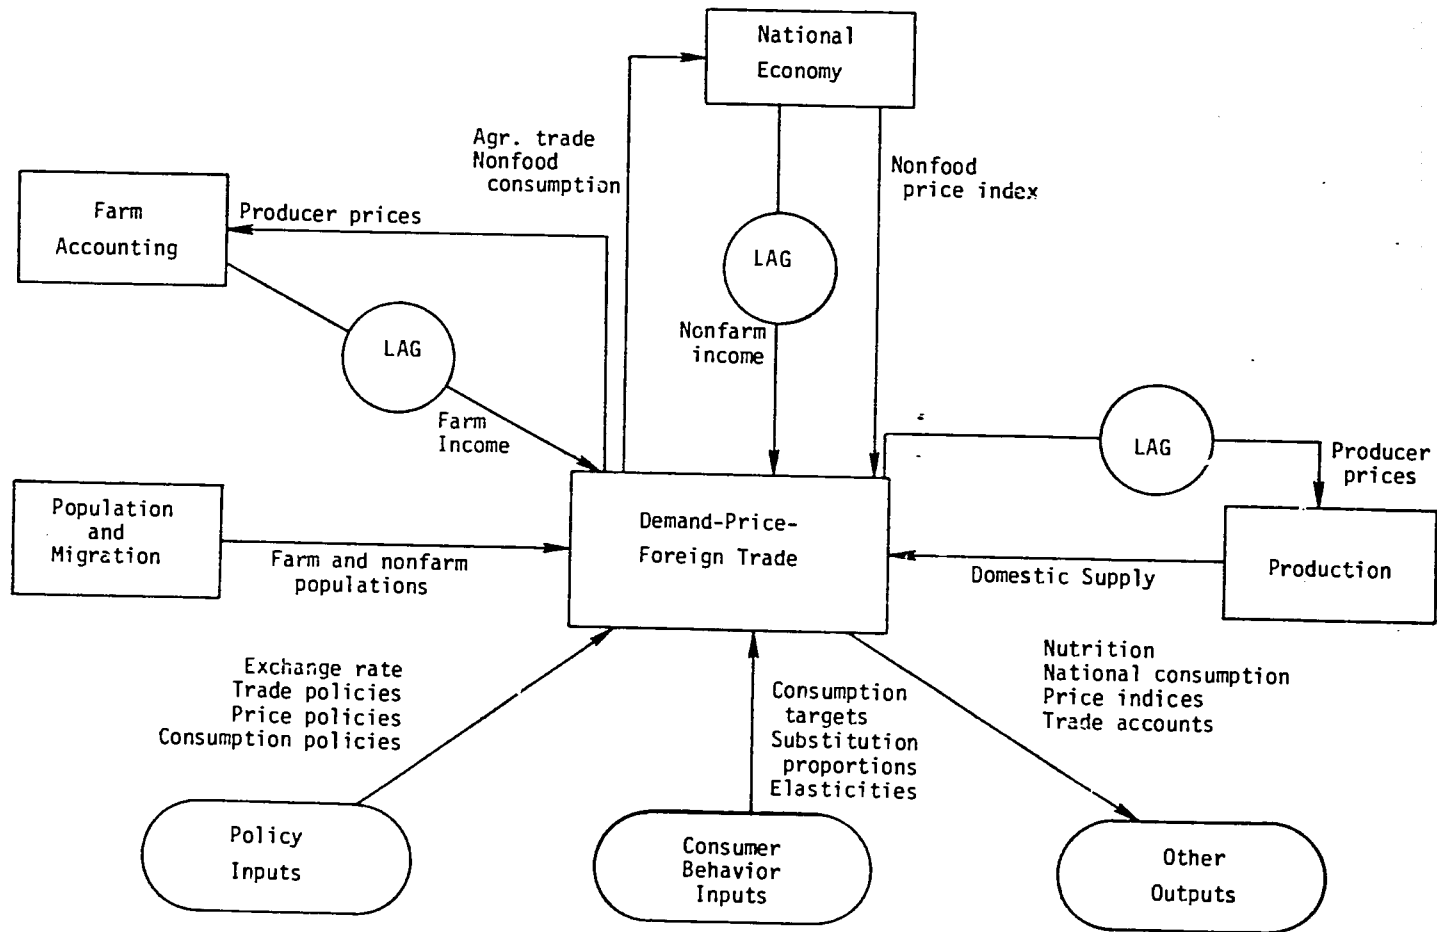 National
Economy
Agr. trade
Nonfood
consumption
Nonfood
price index
Farm
Accounting
Producer prices
LAG
LAG
Nonfarm
income
Farm
Income
LAG
Producer
prices
Population
and
Migration
Farm and nonfarm
populations
Demand-Price-
Foreign Trade
Domestic Supply
Production
Exchange rate
Trade policies
Price policies
Consumption policies
Consumption
targets
Substitution
proportions
Elasticities
Nutrition
National consumption
Price indices
Trade accounts
Policy
Inputs
Consumer
Behavior
Inputs
Other
Outputs